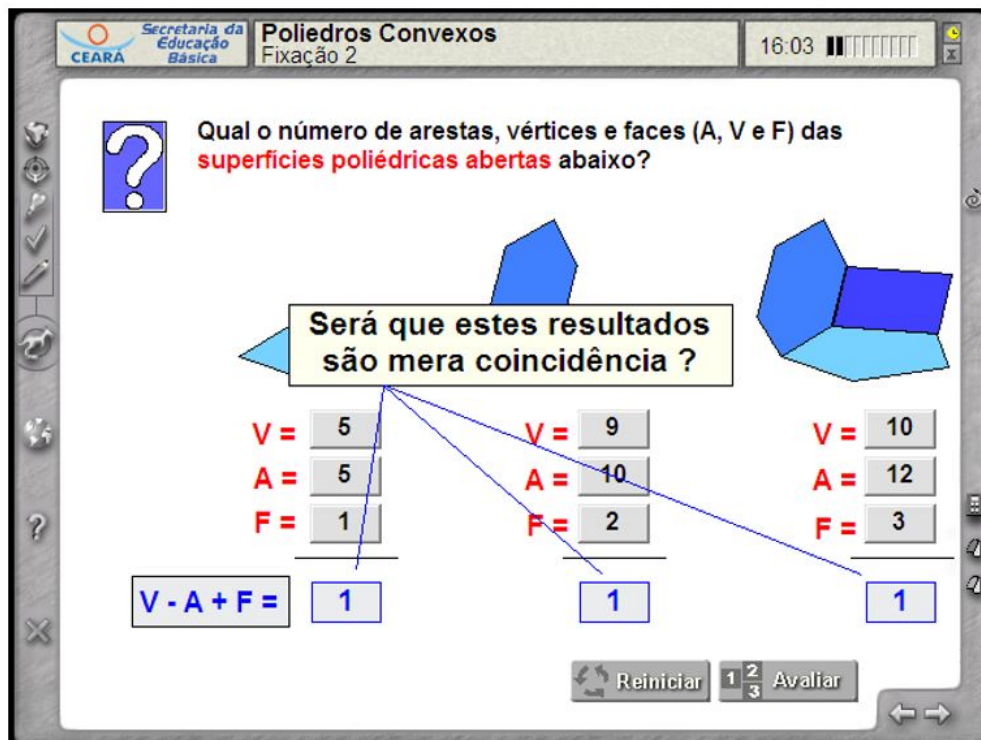 CEARÁ
Secretaria da
Educação
Básica
Poliedros Convexos
Fixação 2
16:03
?
Qual o número de arestas, vértices e faces (A, V e F) das
superfícies poliédricas abertas abaixo?
Será que estes resultados
são mera coincidência ?
V = 5 V = 9 V = 10
A = 5 A = 10 A = 12
F = 1 F = 2 F = 3
V - A + F = 1 1 1
?
Reiniciar
1 2 3 Avaliar